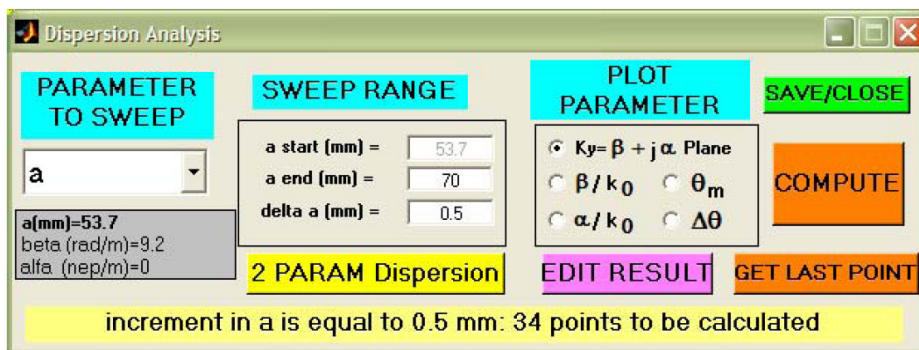 Dispersion Analysis
PARAMETER
TO SWEEP
a
a(mm)=53.7
beta (rad/m)=9.2
alfa (nep/m)=0
SWEEP RANGE
a start (mm) = 53.7
a end (mm) = 70
delta a (mm) = 0.5
2 PARAM Dispersion
PLOT
PARAMETER
Ky= β + j α Plane
β / k0 θm
α / k0 Δθ
EDIT RESULT
SAVE/CLOSE
COMPUTE
GET LAST POINT
increment in a is equal to 0.5 mm: 34 points to be calculated